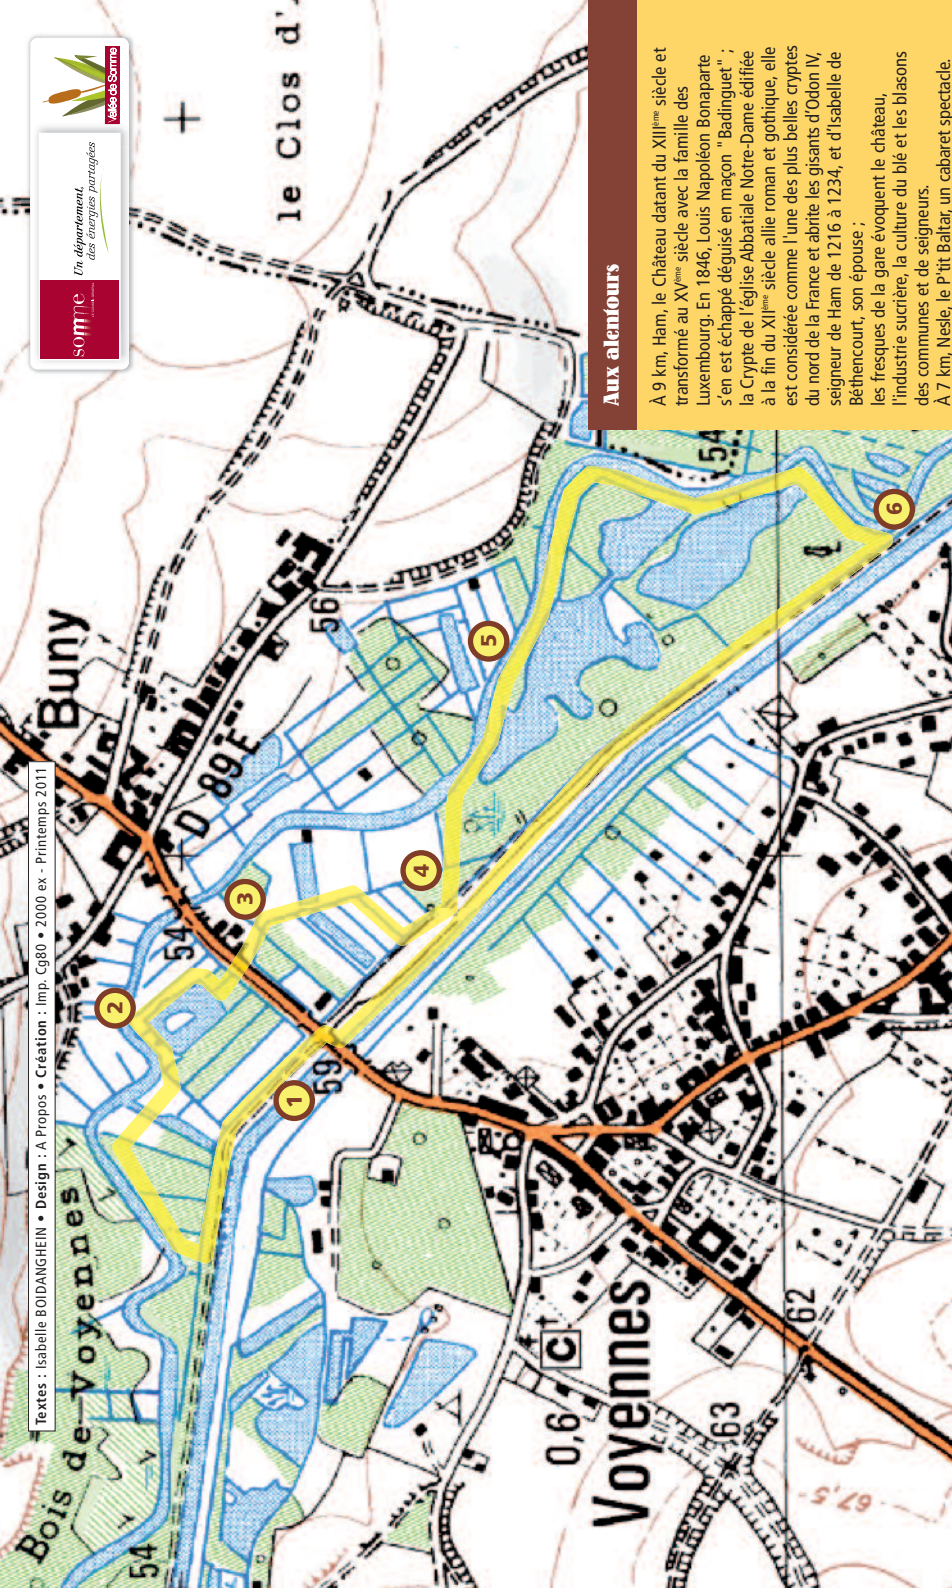 Textes : Isabelle BOIDANGHEIN • Design : A Propos • Création : Imp. Cg80 • 2000 ex - Printemps 2011
somme
Un département,
des énergies partagées
Vallée de Somme
le Clos d'
Buny
Bois de Voyennes
D 89E
56
54
54
54
.54
59
1
2
3
4
5
6
Voyennes
0,6 C
62
63
67,5
Aux alentours
À 9 km, Ham, le Château datant du XIIIème siècle et
transformé au XVème siècle avec la famille des
Luxembourg. En 1846, Louis Napoléon Bonaparte
s'en est échappé déguisé en maçon "Badinguet" ;
la Crypte de l'église Abbatiale Notre-Dame édifiée
à la fin du XIIème siècle allie roman et gothique, elle
est considérée comme l'une des plus belles cryptes
du nord de la France et abrite les gisants d'Odon IV,
seigneur de Ham de 1216 à 1234, et d'Isabelle de
Béthencourt, son épouse ;
les fresques de la gare évoquent le château,
l'industrie sucrière, la culture du blé et les blasons
des communes et de seigneurs.
À 7 km, Nesle, le P'tit Baltar, un cabaret spectacle.